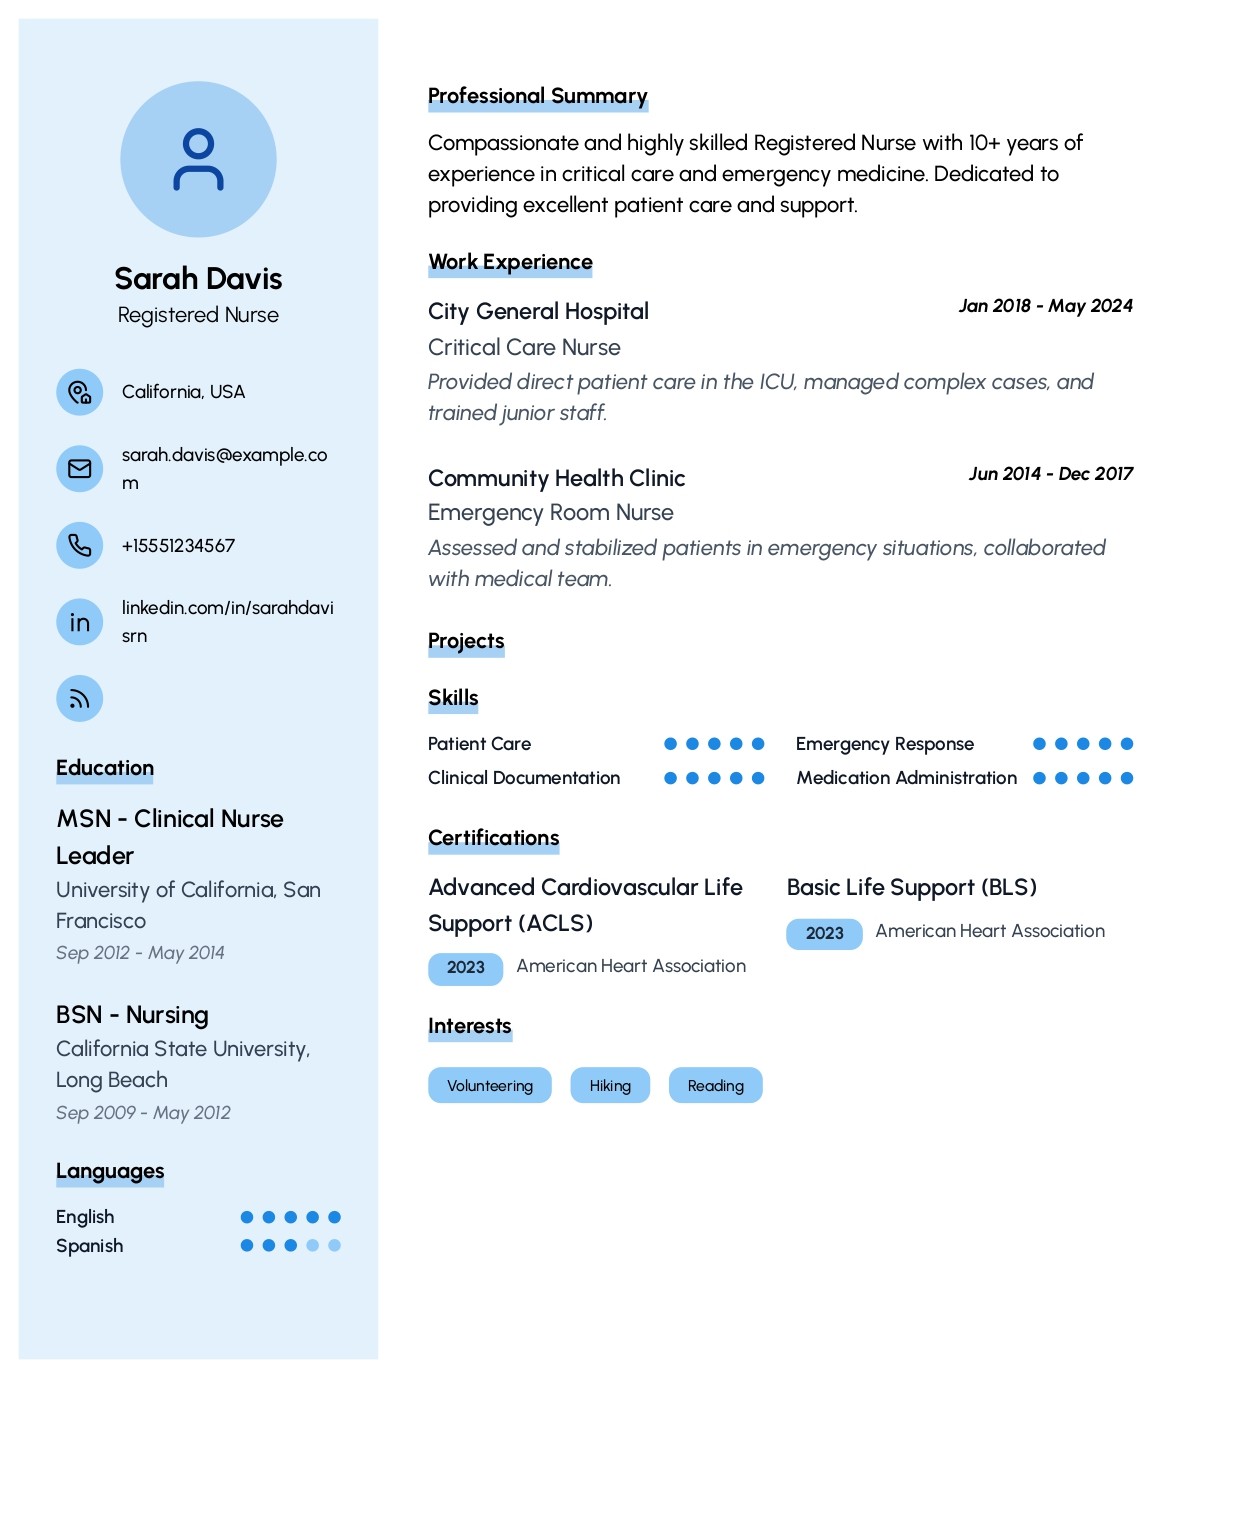 Sarah Davis
Registered Nurse
California, USA
sarah.davis@example.co
m
+15551234567
linkedin.com/in/sarahdavi
srn
Education
MSN - Clinical Nurse
Leader
University of California, San
Francisco
Sep 2012 - May 2014
BSN - Nursing
California State University,
Long Beach
Sep 2009 - May 2012
Languages
English
Spanish
Professional Summary
Compassionate and highly skilled Registered Nurse with 10+ years of
experience in critical care and emergency medicine. Dedicated to
providing excellent patient care and support.
Work Experience
City General Hospital
Jan 2018 - May 2024
Critical Care Nurse
Provided direct patient care in the ICU, managed complex cases, and
trained junior staff.
Community Health Clinic
Jun 2014 - Dec 2017
Emergency Room Nurse
Assessed and stabilized patients in emergency situations, collaborated
with medical team.
Projects
Skills
Patient Care
Emergency Response
Clinical Documentation
Medication Administration
Certifications
Advanced Cardiovascular Life
Support (ACLS)
2023 American Heart Association
Basic Life Support (BLS)
2023 American Heart Association
Interests
Volunteering
Hiking
Reading